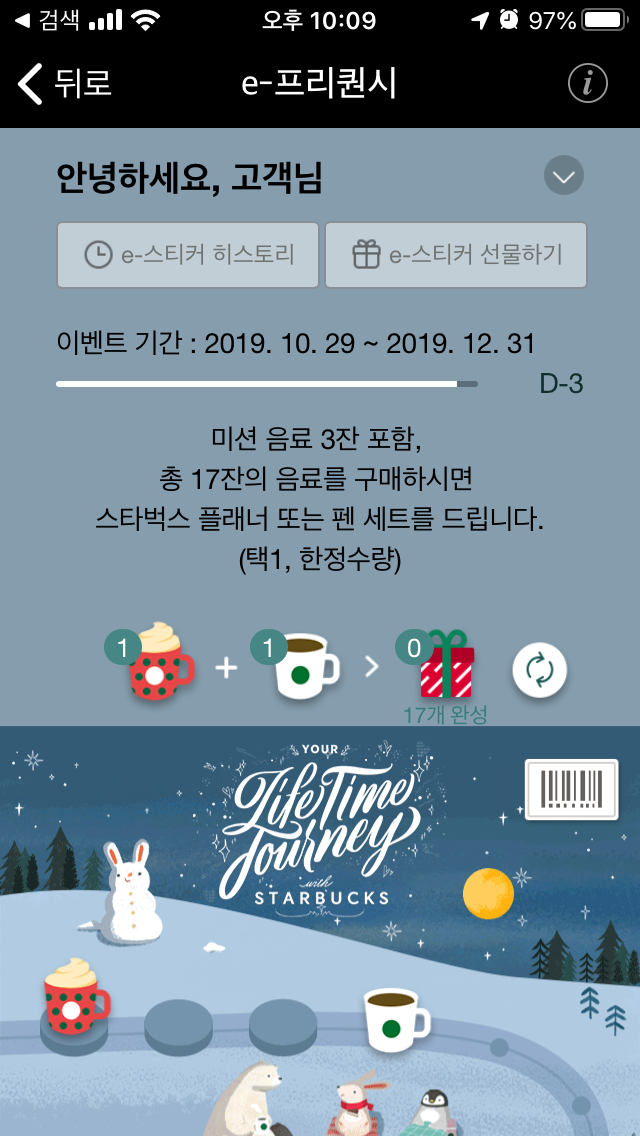 검색
오후 10:09
97%
뒤로
e-프리퀀시
i
안녕하세요, 고객님
e-스티커 히스토리
e-스티커 선물하기
이벤트 기간 : 2019. 10. 29 ~ 2019. 12. 31
D-3
미션 음료 3잔 포함,
총 17잔의 음료를 구매하시면
스타벅스 플래너 또는 펜 세트를 드립니다.
(택1, 한정수량)
1 + 1 > 0
17개 완성
YOUR
LifeTime
Journey
with
STARBUCKS